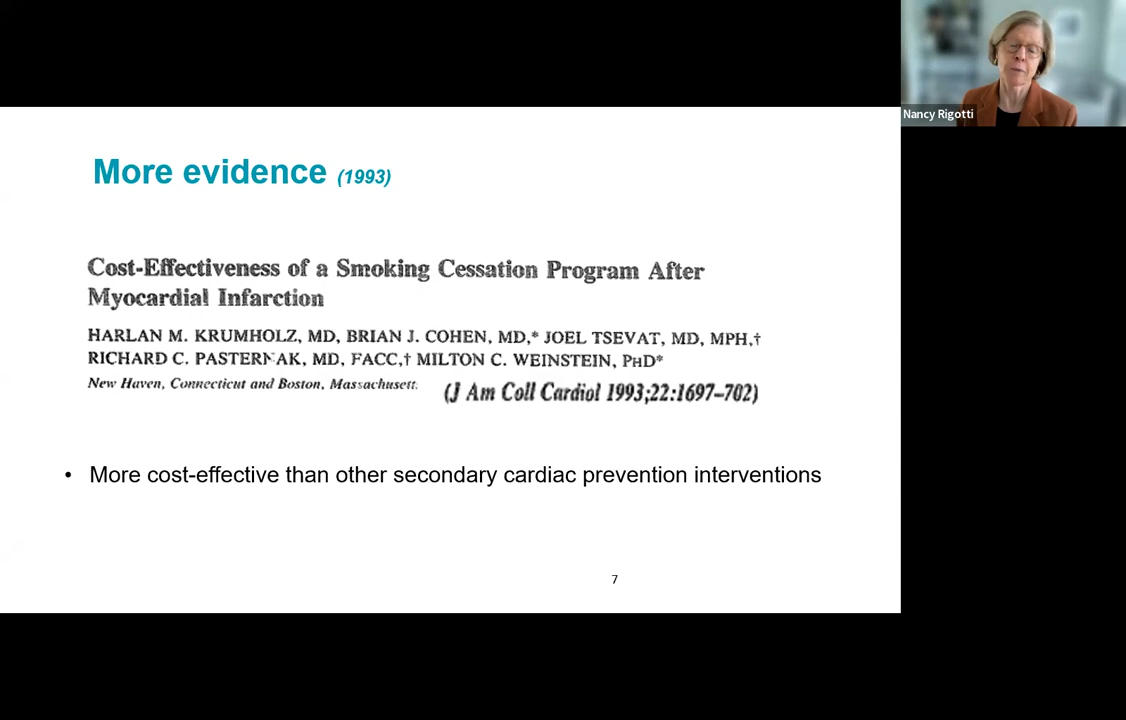 Nancy Rigotti
More evidence (1993)
Cost-Effectiveness of a Smoking Cessation Program After
Myocardial Infarction
HARLAN M. KRUMHOLZ, MD, BRIAN J. COHEN, MD,* JOEL TSEVAT, MD, MPH,†
RICHARD C. PASTERNAK, MD, FACC,† MILTON C. WEINSTEIN, PHD*
New Haven, Connecticut and Boston, Massachusett.
(J Am Coll Cardiol 1993;22:1697–702)
• More cost-effective than other secondary cardiac prevention interventions
7